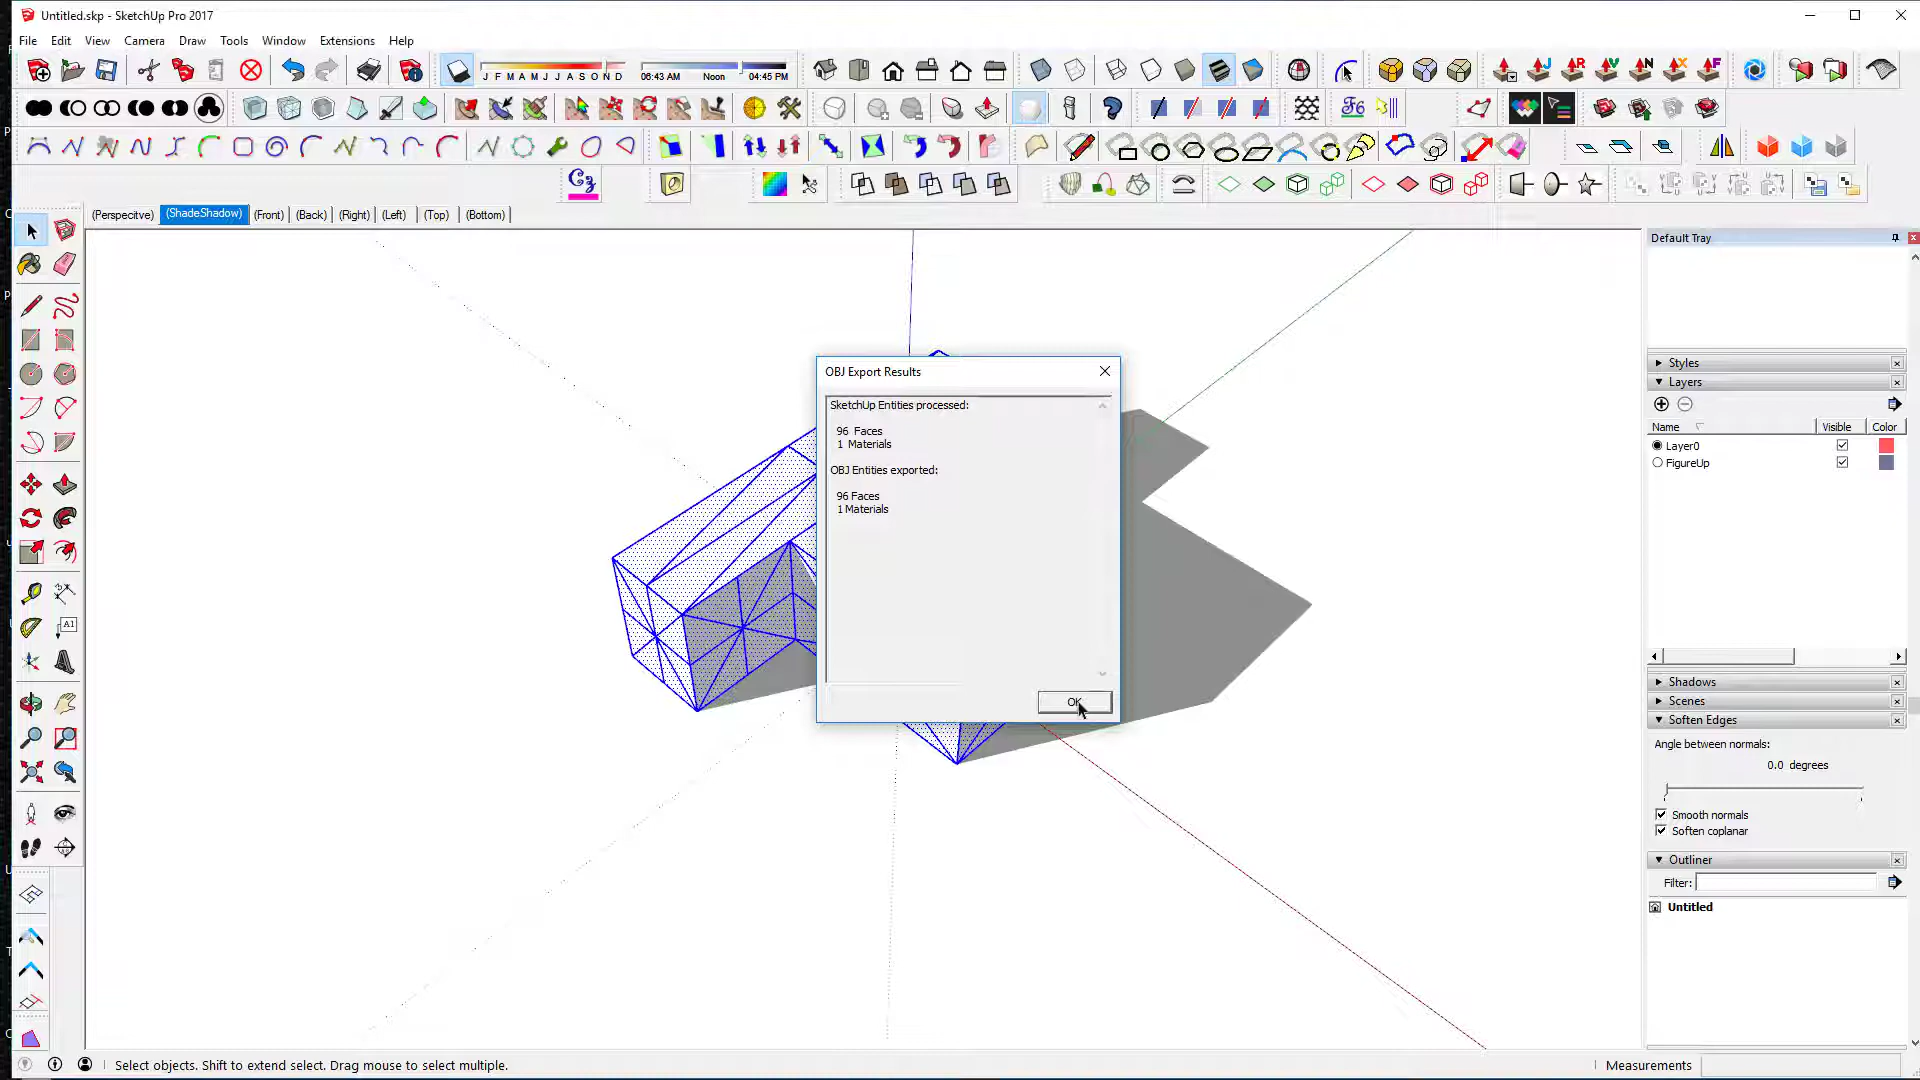 Untitled.skp - SketchUp Pro 2017
File Edit View Camera Draw Tools Window Extensions Help
J F M A M J J A S O N D
06:43 AM Noon 04:45 PM
(Perspecitve) (ShadeShadow) (Front) (Back) (Right) (Left) (Top) (Bottom)
Default Tray
Styles
Layers
Name Visible Color
Layer0
FigureUp
Shadows
Scenes
Soften Edges
Angle between normals:
0.0 degrees
Smooth normals
Soften coplanar
Outliner
Filter:
Untitled
OBJ Export Results
SketchUp Entities processed:
96 Faces
1 Materials
OBJ Entities exported:
96 Faces
1 Materials
OK
A1
Select objects. Shift to extend select. Drag mouse to select multiple.
Measurements